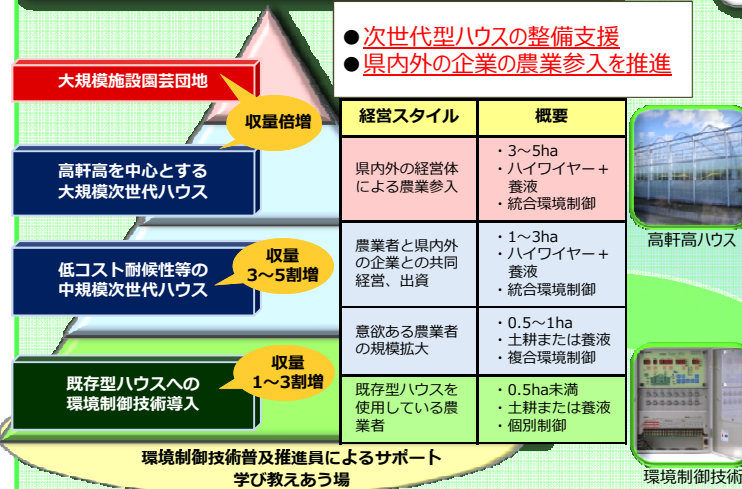 ●次世代型ハウスの整備支援
●県内外の企業の農業参入を推進
大規模施設園芸団地
収量倍増
高軒高を中心とする
大規模次世代ハウス
低コスト耐候性等の
中規模次世代ハウス
収量
3～5割増
既存型ハウスへの
環境制御技術導入
収量
1～3割増
経営スタイル
概要
県内外の経営体
による農業参入
・3～5ha
・ハイワイヤー＋
養液
・統合環境制御
農業者と県内外
の企業との共同
経営、出資
・1～3ha
・ハイワイヤー＋
養液
・統合環境制御
意欲ある農業者
の規模拡大
・0.5～1ha
・土耕または養液
・複合環境制御
既存型ハウスを
使用している農
業者
・0.5ha未満
・土耕または養液
・個別制御
高軒高ハウス
環境制御技術
環境制御技術普及推進員によるサポート
学び教えあう場